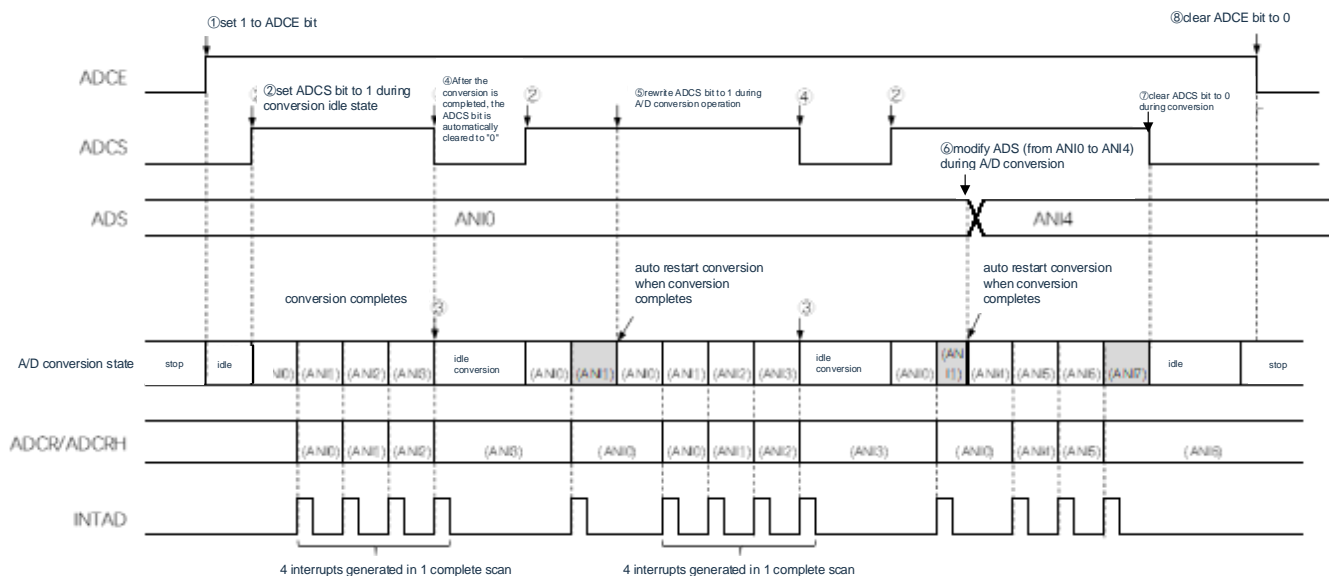 ①set 1 to ADCE bit
⑧clear ADCE bit to 0
ADCE
②set ADCS bit to 1 during
conversion idle state
④After the
conversion is
completed, the
ADCS bit is
automatically
cleared to "0"
②
⑤rewrite ADCS bit to 1 during
A/D conversion operation
④
②
⑦clear ADCS bit to 0
during conversion
ADCS
⑥modify ADS (from ANI0 to ANI4)
during A/D conversion
ADS
ANI0
ANI4
auto restart conversion
when conversion
completes
auto restart conversion
when conversion
completes
conversion completes
③
③
A/D conversion state
stop
idle
(ANI1)
(ANI2)
(ANI3)
idle
conversion
(ANI0)
(ANI1)
(ANI0)
(ANI1)
(ANI2)
(ANI3)
idle
conversion
(ANI0)
(AN
I1)
(ANI4)
(ANI5)
(ANI6)
(ANI7)
idle
stop
ADCR/ADCRH
(ANI0)
(ANI1)
(ANI2)
(ANI3)
(ANI0)
(ANI0)
(ANI1)
(ANI2)
(ANI3)
(ANI0)
(ANI4)
(ANI5)
(ANI6)
INTAD
4 interrupts generated in 1 complete scan
4 interrupts generated in 1 complete scan